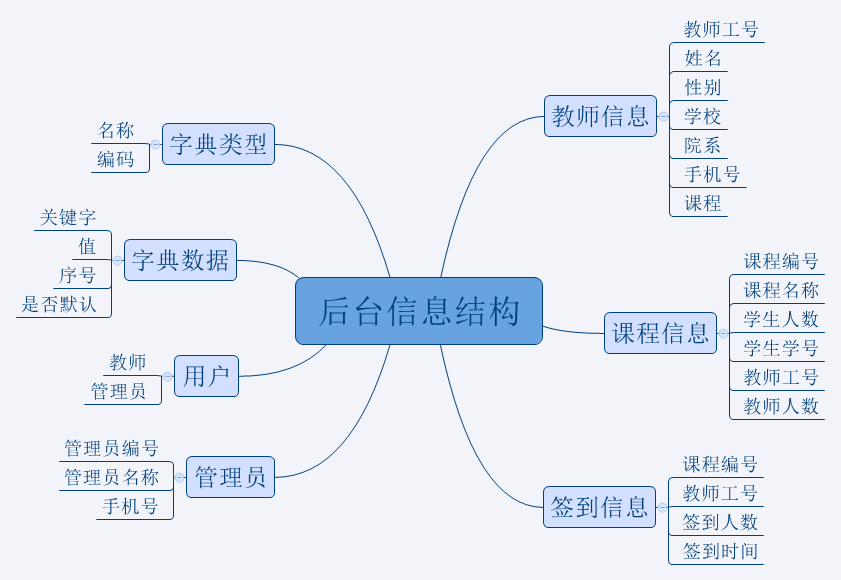 后台信息结构
教师信息
教师工号
姓名
性别
学校
院系
手机号
课程
课程信息
课程编号
课程名称
学生人数
学生学号
教师工号
教师人数
签到信息
课程编号
教师工号
签到人数
签到时间
字典类型
名称
编码
字典数据
关键字
值
序号
是否默认
用户
教师
管理员
管理员
管理员编号
管理员名称
手机号